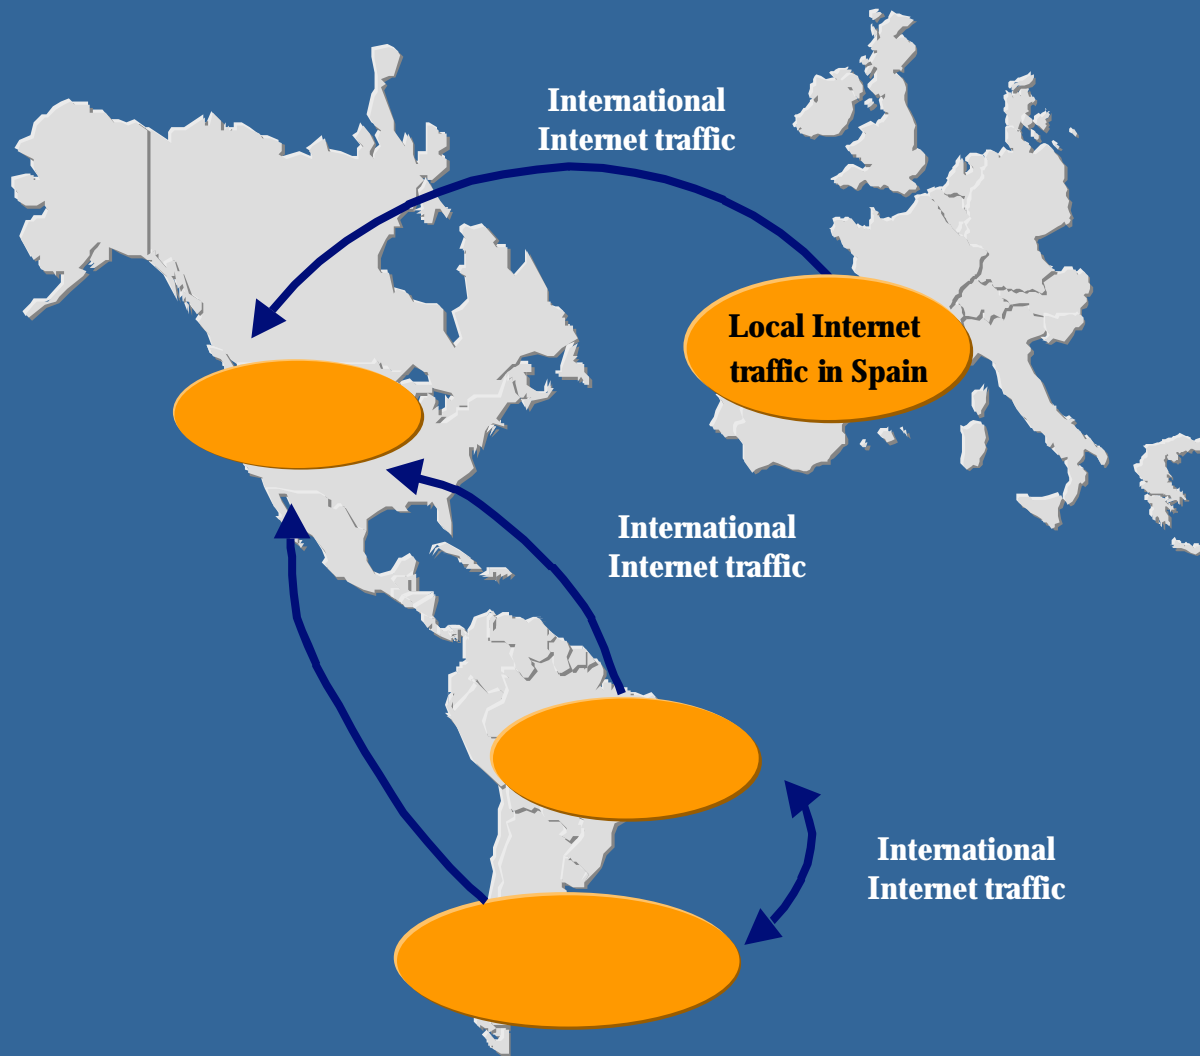 International
Internet traffic
Local Internet
traffic in Spain
International
Internet traffic
International
Internet traffic